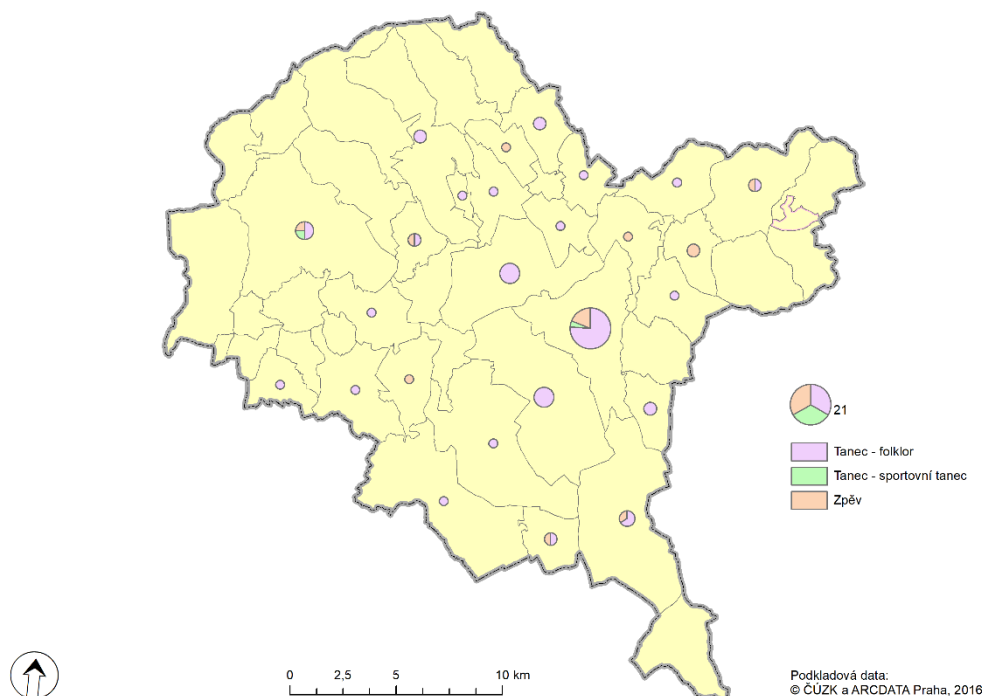 21
Tanec - folklor
Tanec - sportovní tanec
Zpěv
0 2,5 5 10 km
Podkladová data:
© ČÚZK a ARCDATA Praha, 2016